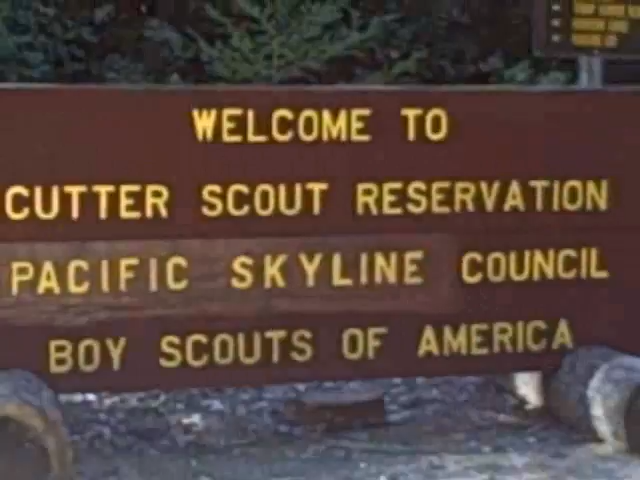 WELCOME TO
CUTTER SCOUT RESERVATION
PACIFIC SKYLINE COUNCIL
BOY SCOUTS OF AMERICA